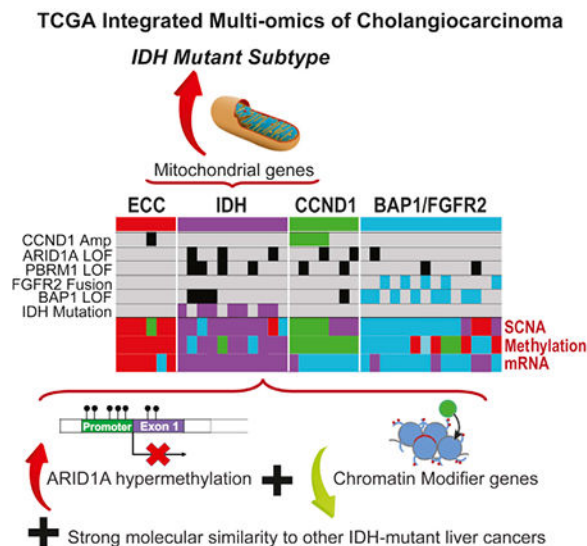 TCGA Integrated Multi-omics of Cholangiocarcinoma
IDH Mutant Subtype
Mitochondrial genes
ECC IDH CCND1 BAP1/FGFR2
CCND1 Amp
ARID1A LOF
PBRM1 LOF
FGFR2 Fusion
BAP1 LOF
IDH Mutation
SCNA
Methylation
mRNA
Promoter Exon 1
ARID1A hypermethylation + Chromatin Modifier genes
+ Strong molecular similarity to other IDH-mutant liver cancers